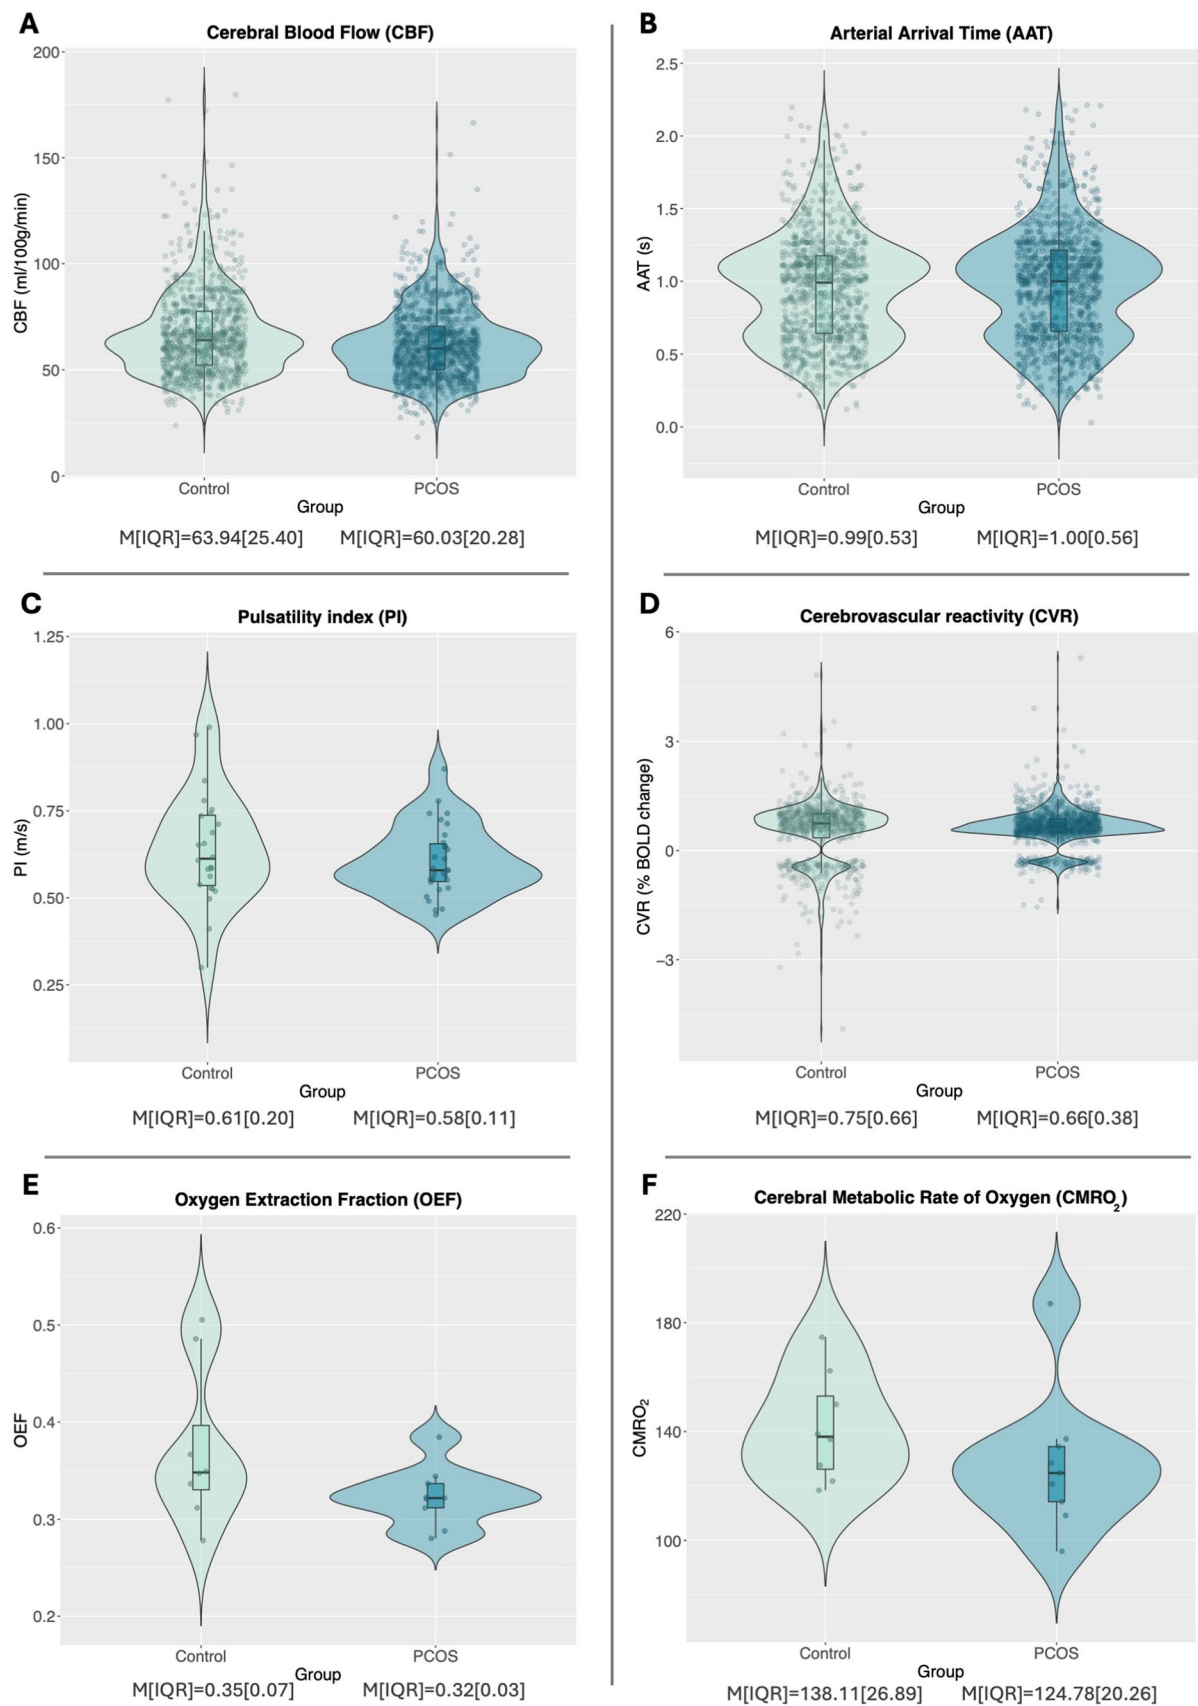 A
Cerebral Blood Flow (CBF)
200
150
100
50
0
CBF (ml/100g/min)
Control
PCOS
Group
M[IQR]=63.94[25.40]
M[IQR]=60.03[20.28]
B
Arterial Arrival Time (AAT)
2.5
2.0
1.5
1.0
0.5
0.0
AAT (s)
Control
PCOS
Group
M[IQR]=0.99[0.53]
M[IQR]=1.00[0.56]
C
Pulsatility index (PI)
1.25
1.00
0.75
0.50
0.25
PI (m/s)
Control
PCOS
Group
M[IQR]=0.61[0.20]
M[IQR]=0.58[0.11]
D
Cerebrovascular reactivity (CVR)
6
3
0
−3
CVR (% BOLD change)
Control
PCOS
Group
M[IQR]=0.75[0.66]
M[IQR]=0.66[0.38]
E
Oxygen Extraction Fraction (OEF)
0.6
0.5
0.4
0.3
0.2
OEF
Control
PCOS
Group
M[IQR]=0.35[0.07]
M[IQR]=0.32[0.03]
F
Cerebral Metabolic Rate of Oxygen (CMRO₂)
220
180
140
100
CMRO₂
Control
PCOS
Group
M[IQR]=138.11[26.89]
M[IQR]=124.78[20.26]